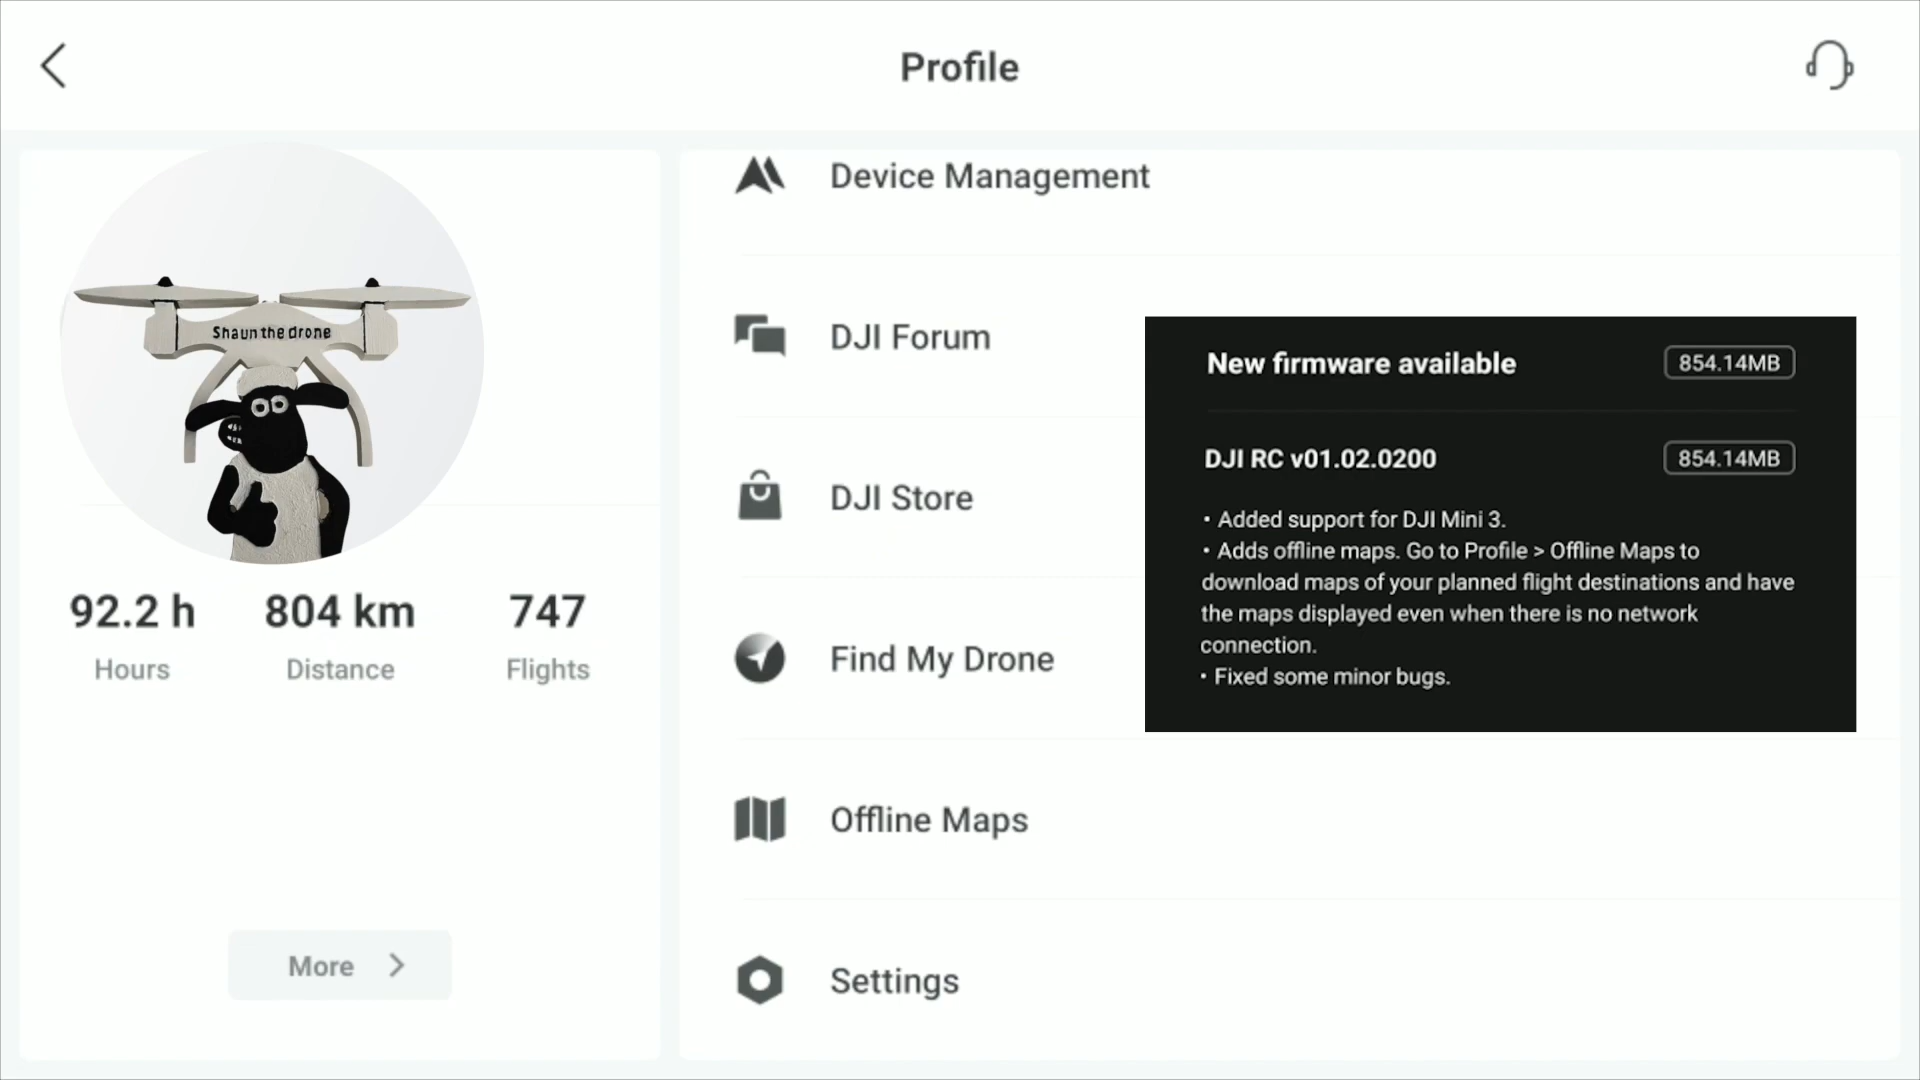 Profile
Shaun the drone
92.2 h
804 km
747
Hours
Distance
Flights
More
Device Management
DJI Forum
DJI Store
Find My Drone
Offline Maps
Settings
New firmware available
854.14MB
DJI RC v01.02.0200
854.14MB
• Added support for DJI Mini 3.
• Adds offline maps. Go to Profile > Offline Maps to
download maps of your planned flight destinations and have
the maps displayed even when there is no network
connection.
• Fixed some minor bugs.